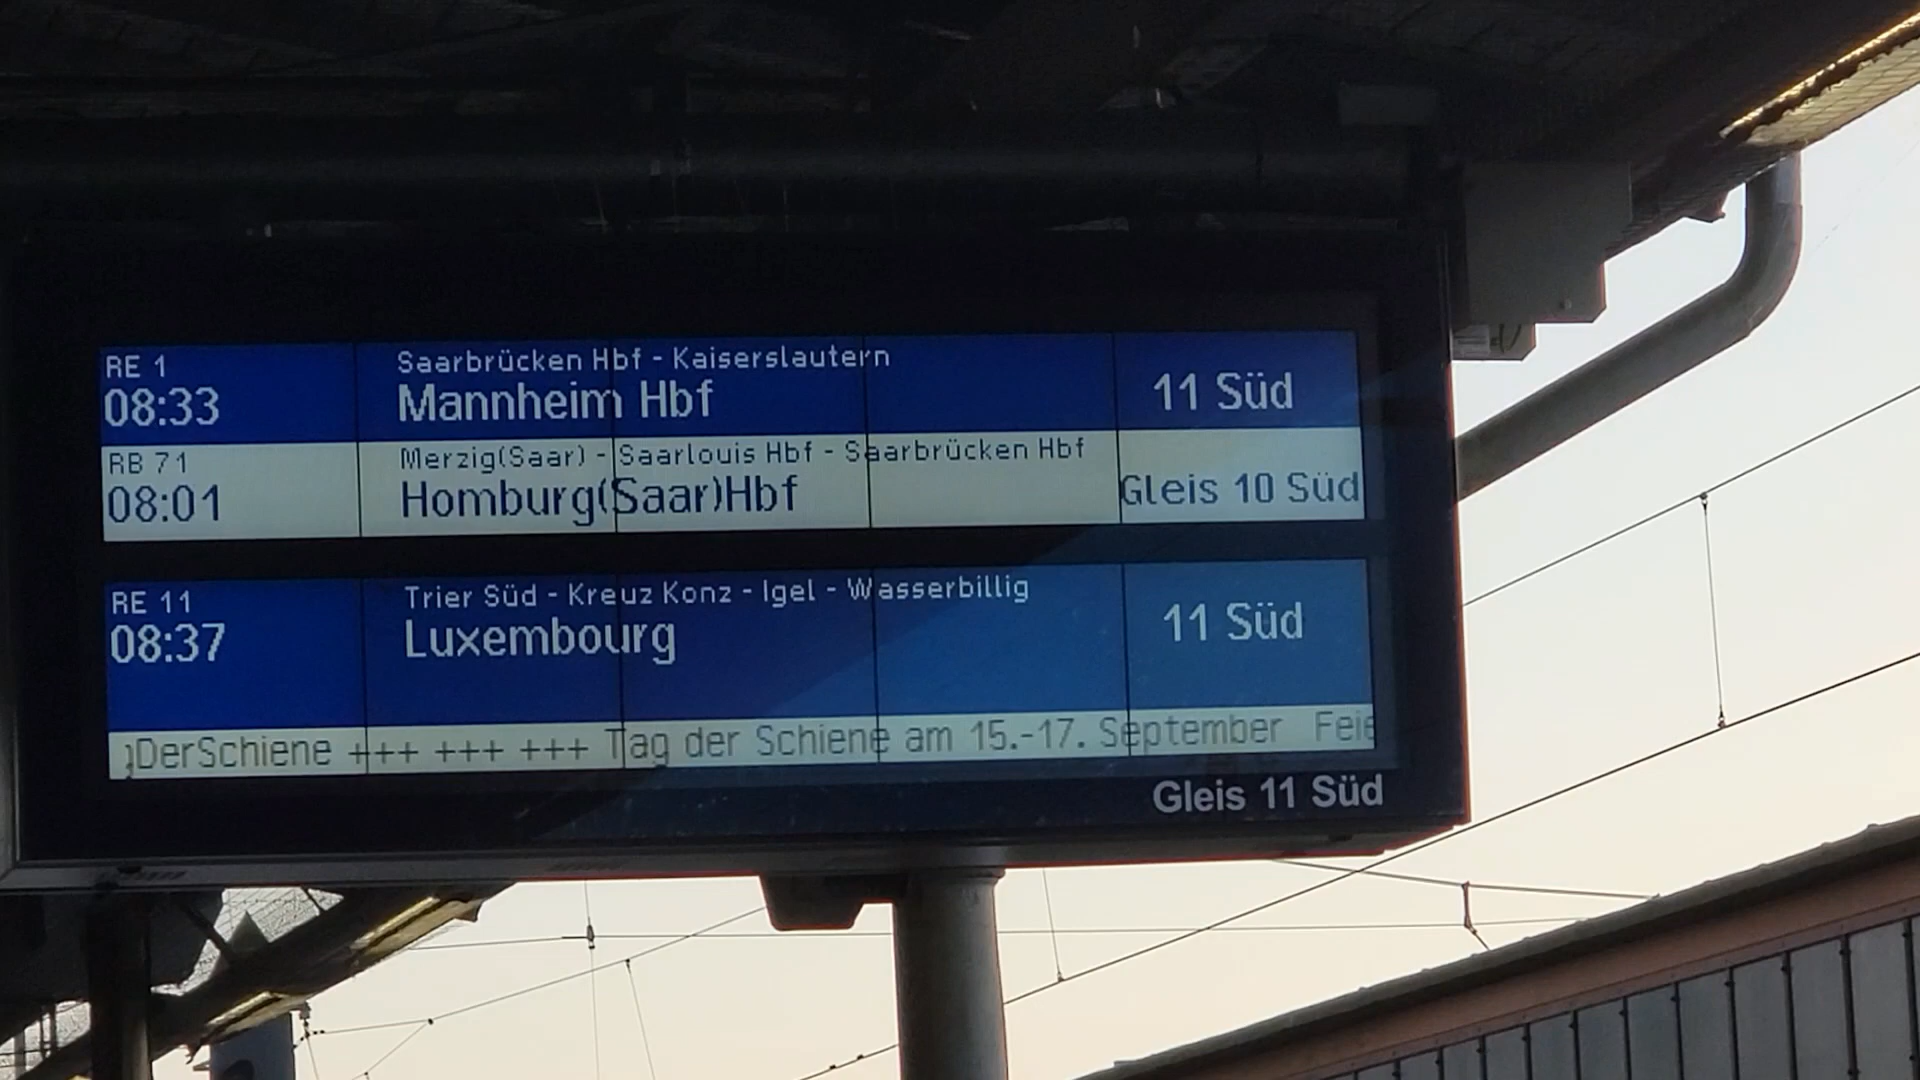 RE 1
Saarbrücken Hbf - Kaiserslautern
08:33
Mannheim Hbf
11 Süd
RB 71
Merzig(Saar) - Saarlouis Hbf - Saarbrücken Hbf
08:01
Homburg(Saar)Hbf
Gleis 10 Süd
RE 11
Trier Süd - Kreuz Konz - Igel - Wasserbillig
08:37
Luxembourg
11 Süd
DerSchiene +++ +++ +++ Tag der Schiene am 15.-17. September Feie
Gleis 11 Süd